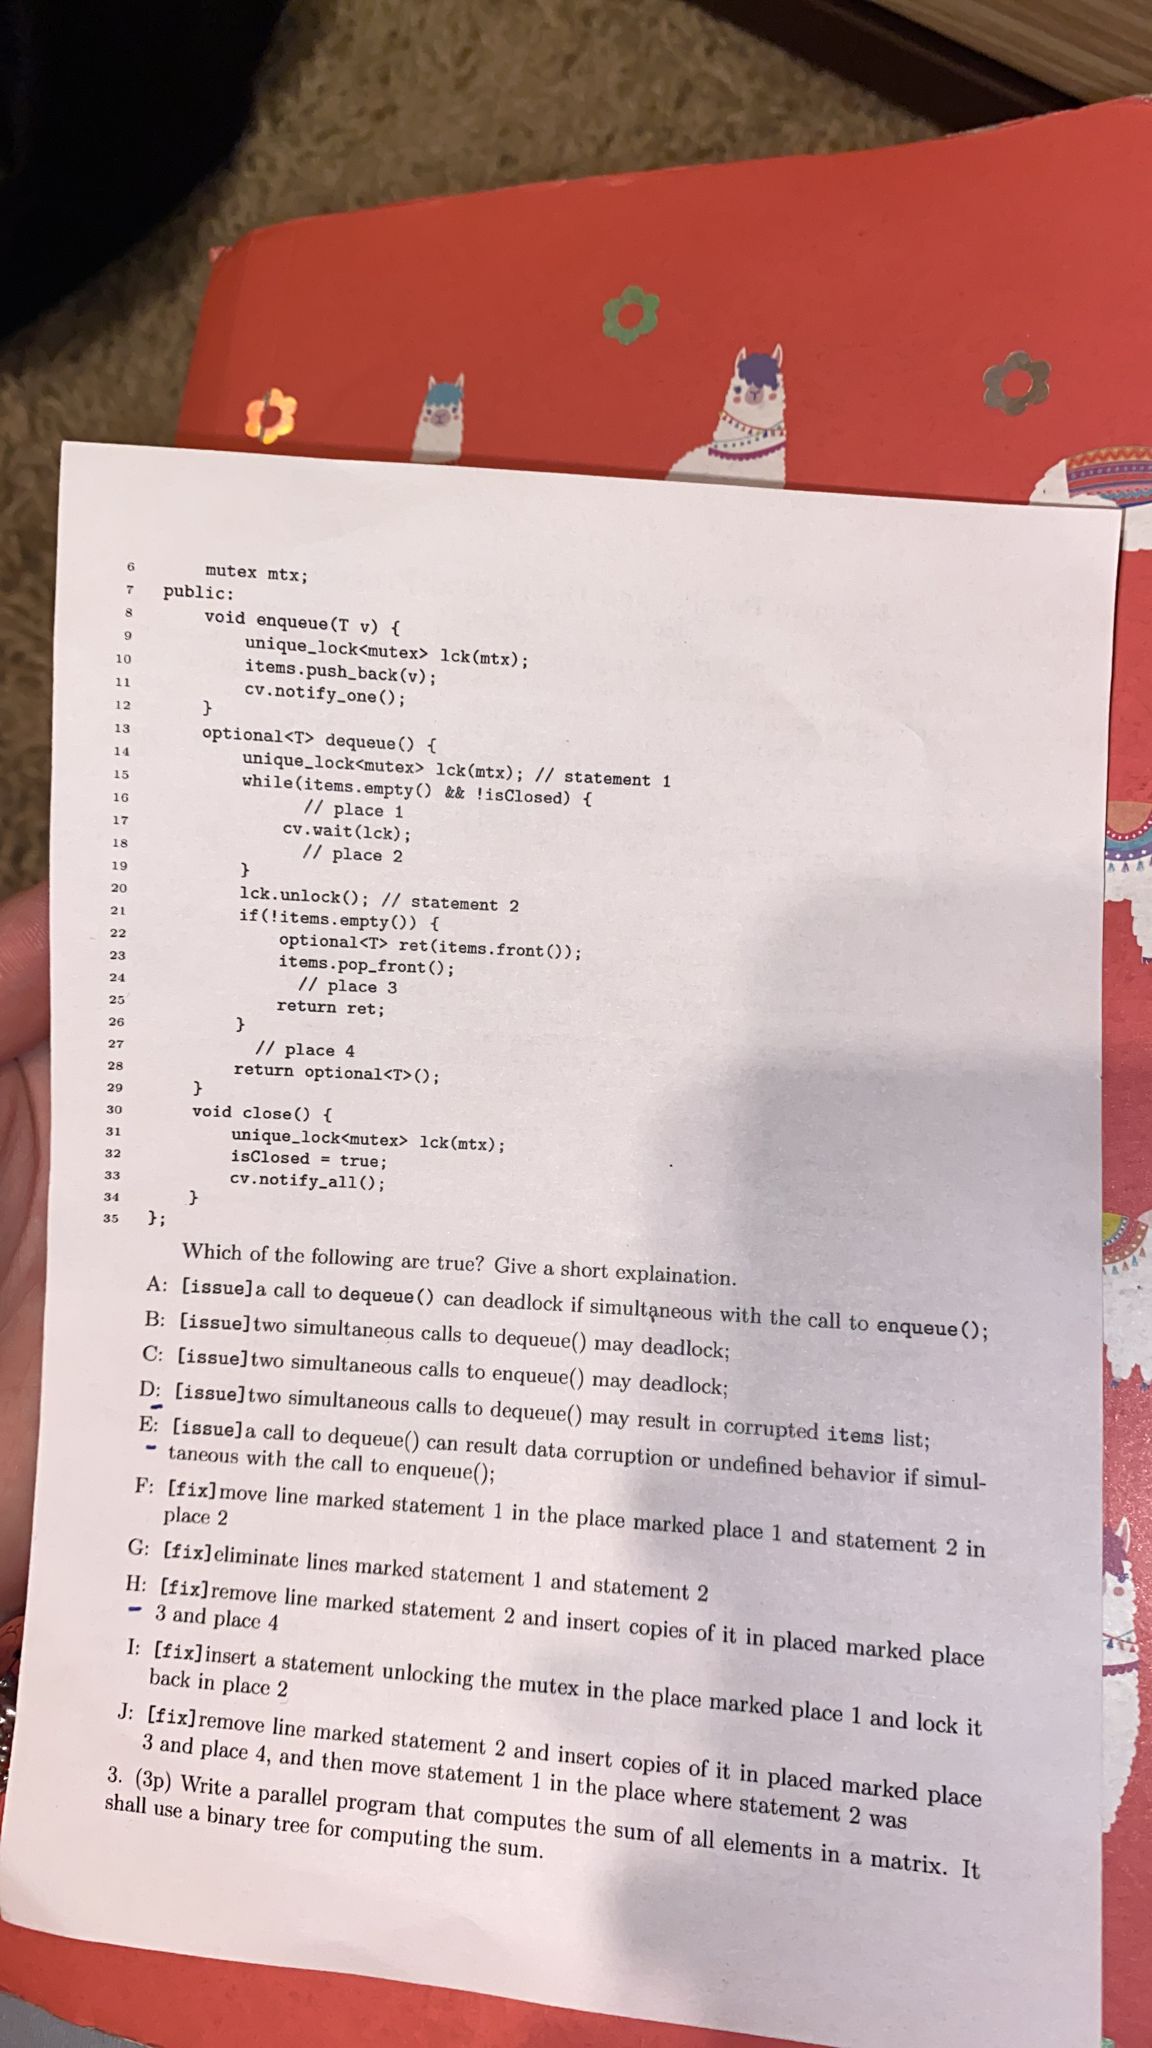 6 mutex mtx;
7 public:
8 void enqueue(T v) {
9 unique_lock<mutex> lck(mtx);
10 items.push_back(v);
11 cv.notify_one();
12 }
13 optional<T> dequeue() {
14 unique_lock<mutex> lck(mtx); // statement 1
15 while(items.empty() && !isClosed) {
16 // place 1
17 cv.wait(lck);
18 // place 2
19 }
20 lck.unlock(); // statement 2
21 if(!items.empty()) {
22 optional<T> ret(items.front());
23 items.pop_front();
24 // place 3
25 return ret;
26 }
27 // place 4
28 return optional<T>();
29 }
30 void close() {
31 unique_lock<mutex> lck(mtx);
32 isClosed = true;
33 cv.notify_all();
34 }
35 };
Which of the following are true? Give a short explaination.
A: [issue]a call to dequeue() can deadlock if simultaneous with the call to enqueue();
B: [issue]two simultaneous calls to dequeue() may deadlock;
C: [issue]two simultaneous calls to enqueue() may deadlock;
D: [issue]two simultaneous calls to dequeue() may result in corrupted items list;
E: [issue]a call to dequeue() can result data corruption or undefined behavior if simul-
taneous with the call to enqueue();
F: [fix]move line marked statement 1 in the place marked place 1 and statement 2 in
place 2
G: [fix]eliminate lines marked statement 1 and statement 2
H: [fix]remove line marked statement 2 and insert copies of it in placed marked place
3 and place 4
I: [fix]insert a statement unlocking the mutex in the place marked place 1 and lock it
back in place 2
J: [fix]remove line marked statement 2 and insert copies of it in placed marked place
3 and place 4, and then move statement 1 in the place where statement 2 was
3. (3p) Write a parallel program that computes the sum of all elements in a matrix. It
shall use a binary tree for computing the sum.